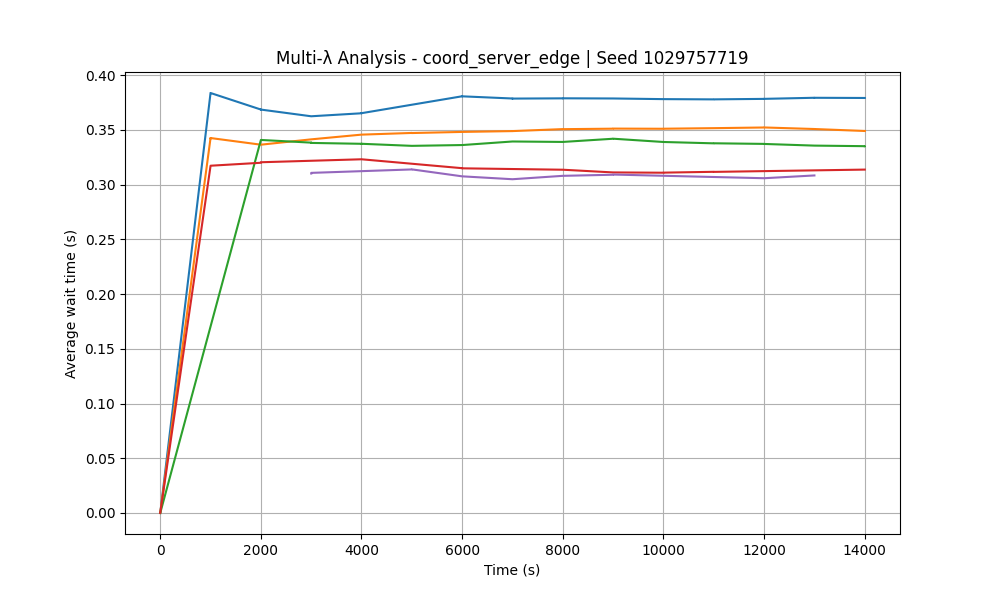 Multi-λ Analysis - coord_server_edge | Seed 1029757719
0.40
0.35
0.30
0.25
0.20
0.15
0.10
0.05
0.00
Average wait time (s)
0 2000 4000 6000 8000 10000 12000 14000
Time (s)